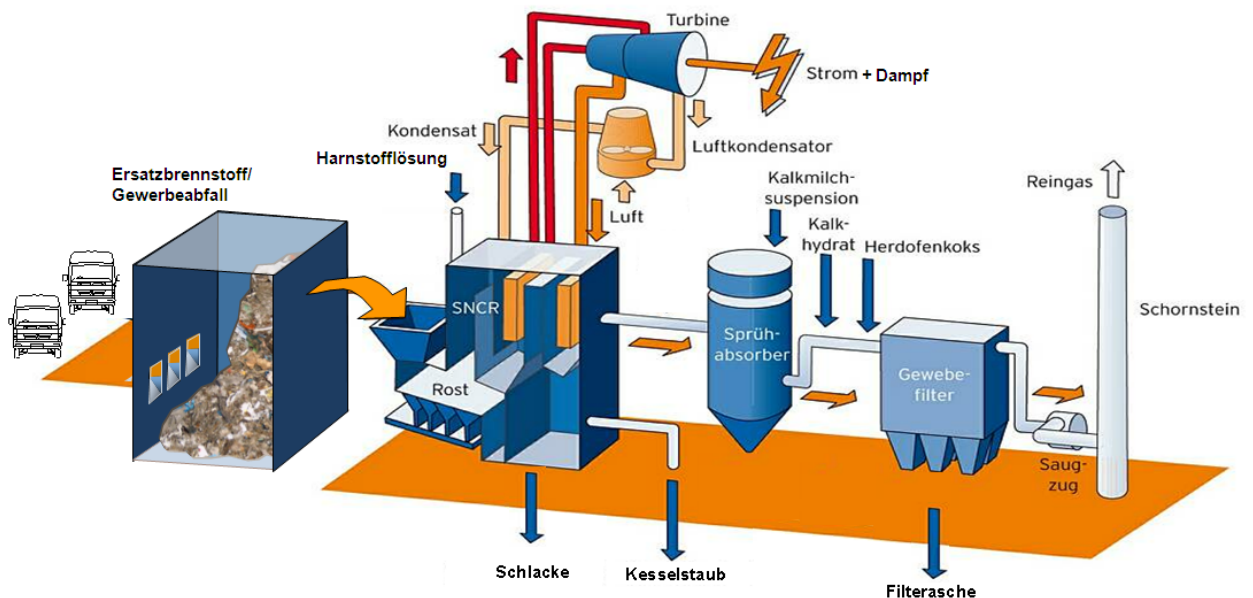 Turbine
Strom + Dampf
Kondensat
Harnstofflösung
Luftkondensator
Luft
Ersatzbrennstoff/
Gewerbeabfall
Kalkmilch-
suspension
Kalk-
hydrat
Herdofenkoks
Reingas
SNCR
Rost
Sprüh-
absorber
Gewebe-
filter
Schornstein
Saug-
zug
Schlacke
Kesselstaub
Filterasche